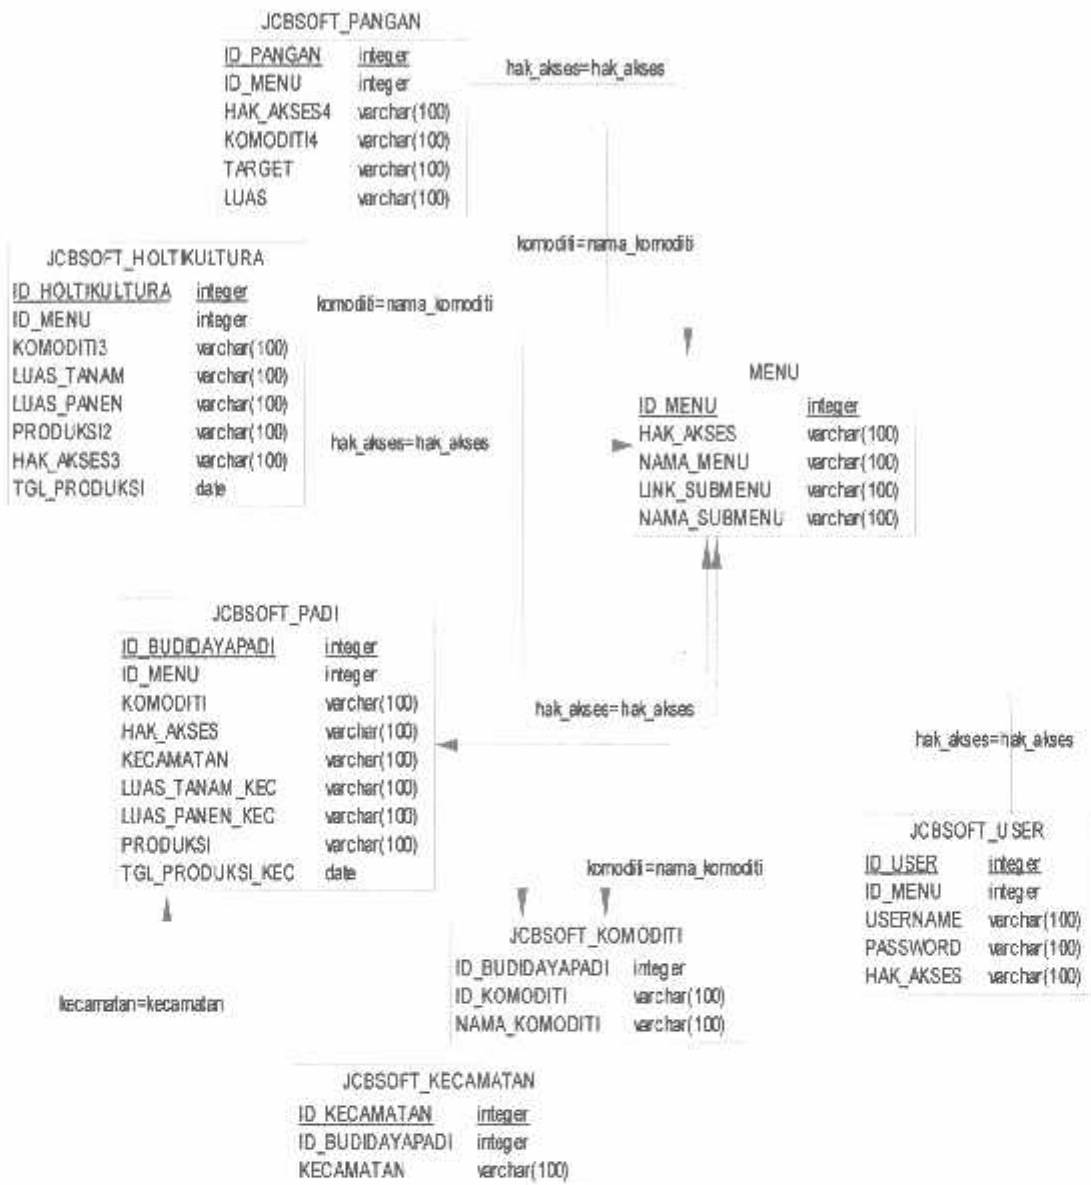 JCBSOFT_PANGAN
ID_PANGAN integer
ID_MENU integer
HAK_AKSES4 varchar(100)
KOMODITI4 varchar(100)
TARGET varchar(100)
LUAS varchar(100)
hak_akses=hak_akses
komoditi=nama_komoditi
JCBSOFT_HOLTIKULTURA
ID_HOLTIKULTURA integer
ID_MENU integer
KOMODITI3 varchar(100)
LUAS_TANAM varchar(100)
LUAS_PANEN varchar(100)
PRODUKSI2 varchar(100)
HAK_AKSES3 varchar(100)
TGL_PRODUKSI date
komoditi=nama_komoditi
hak_akses=hak_akses
MENU
ID_MENU integer
HAK_AKSES varchar(100)
NAMA_MENU varchar(100)
LINK_SUBMENU varchar(100)
NAMA_SUBMENU varchar(100)
JCBSOFT_PADI
ID_BUDIDAYAPADI integer
ID_MENU integer
KOMODITI varchar(100)
HAK_AKSES varchar(100)
KECAMATAN varchar(100)
LUAS_TANAM_KEC varchar(100)
LUAS_PANEN_KEC varchar(100)
PRODUKSI varchar(100)
TGL_PRODUKSI_KEC date
hak_akses=hak_akses
hak_akses=hak_akses
JCBSOFT_USER
ID_USER integer
ID_MENU integer
USERNAME varchar(100)
PASSWORD varchar(100)
HAK_AKSES varchar(100)
komoditi=nama_komoditi
JCBSOFT_KOMODITI
ID_BUDIDAYAPADI integer
ID_KOMODITI varchar(100)
NAMA_KOMODITI varchar(100)
kecamatan=kecamatan
JCBSOFT_KECAMATAN
ID_KECAMATAN integer
ID_BUDIDAYAPADI integer
KECAMATAN varchar(100)